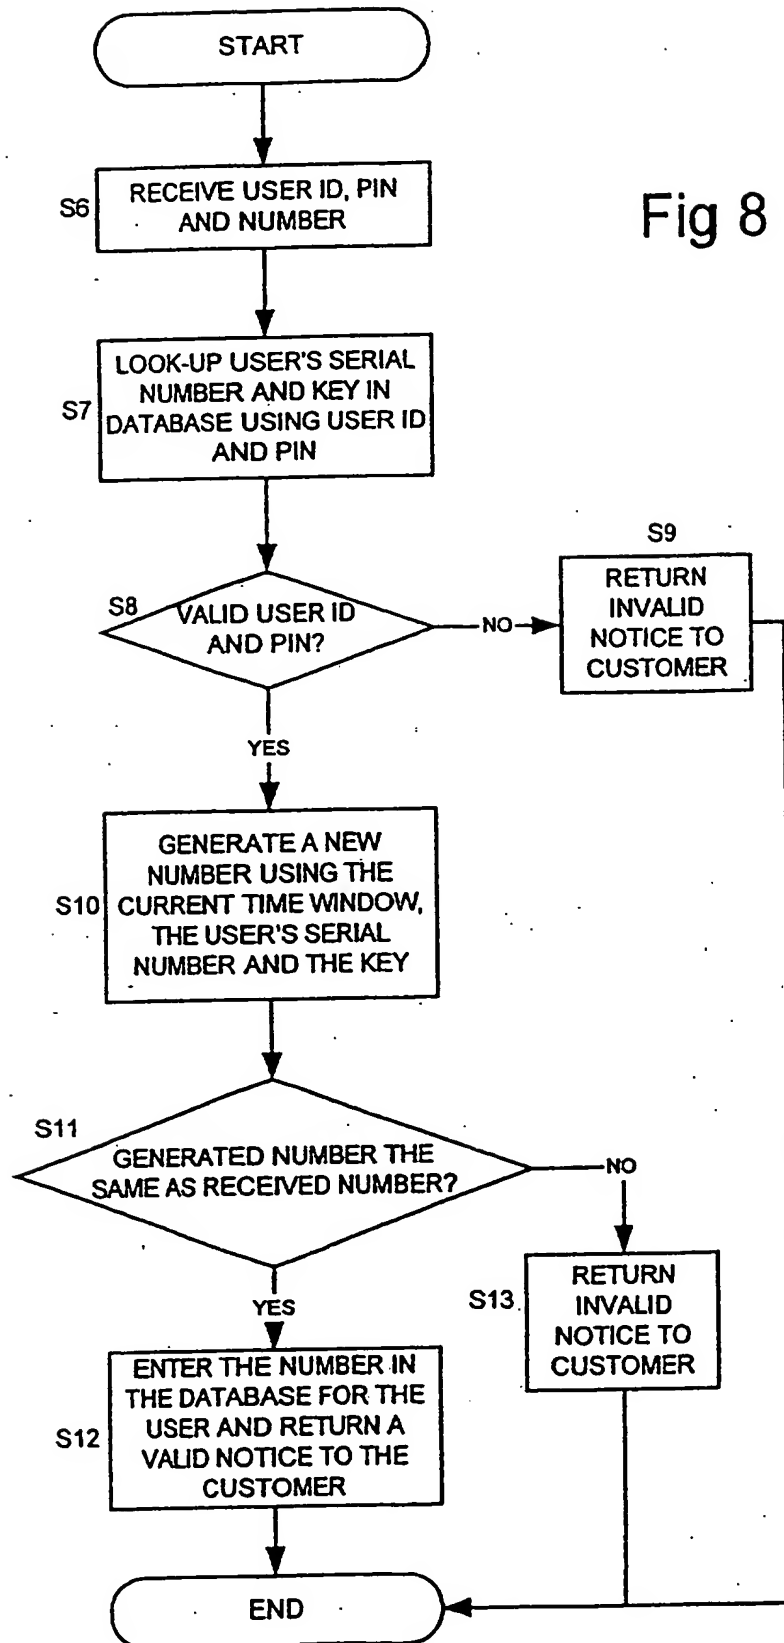 START
Fig 8
S6
RECEIVE USER ID, PIN
AND NUMBER
S7
LOOK-UP USER'S SERIAL
NUMBER AND KEY IN
DATABASE USING USER ID
AND PIN
S8
VALID USER ID
AND PIN?
NO
S9
RETURN
INVALID
NOTICE TO
CUSTOMER
YES
S10
GENERATE A NEW
NUMBER USING THE
CURRENT TIME WINDOW,
THE USER'S SERIAL
NUMBER AND THE KEY
S11
GENERATED NUMBER THE
SAME AS RECEIVED NUMBER?
NO
S13
RETURN
INVALID
NOTICE TO
CUSTOMER
YES
S12
ENTER THE NUMBER IN
THE DATABASE FOR THE
USER AND RETURN A
VALID NOTICE TO THE
CUSTOMER
END